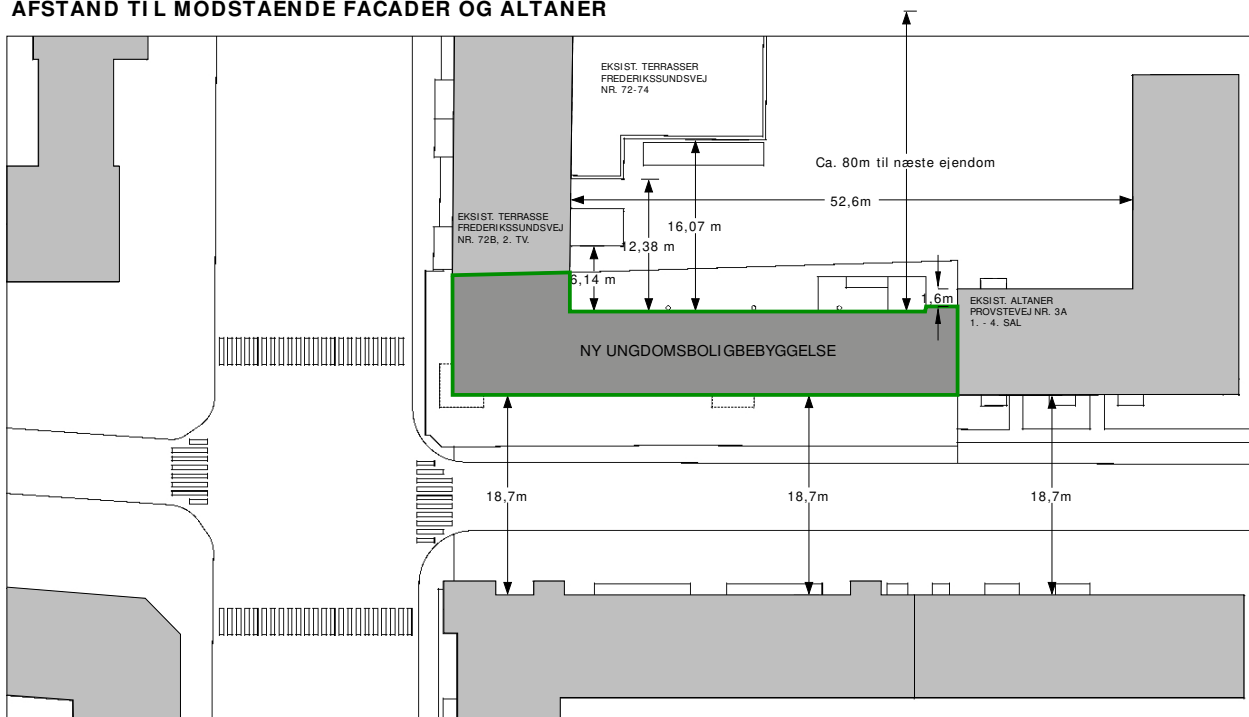 AFSTAND TIL MODSTÅENDE FACADER OG ALTANER
EKSIST. TERRASSER
FREDERIKSSUNDSVEJ
NR. 72-74
Ca. 80m til næste ejendom
52,6m
EKSIST. TERRASSE
FREDERIKSSUNDSVEJ
NR. 72B, 2. TV.
16,07 m
12,38 m
6,14 m
1,6m
EKSIST. ALTANER
PROVSTEVEJ NR. 3A
1. - 4. SAL
NY UNGDOMSBOLIGBEBYGGELSE
18,7m
18,7m
18,7m